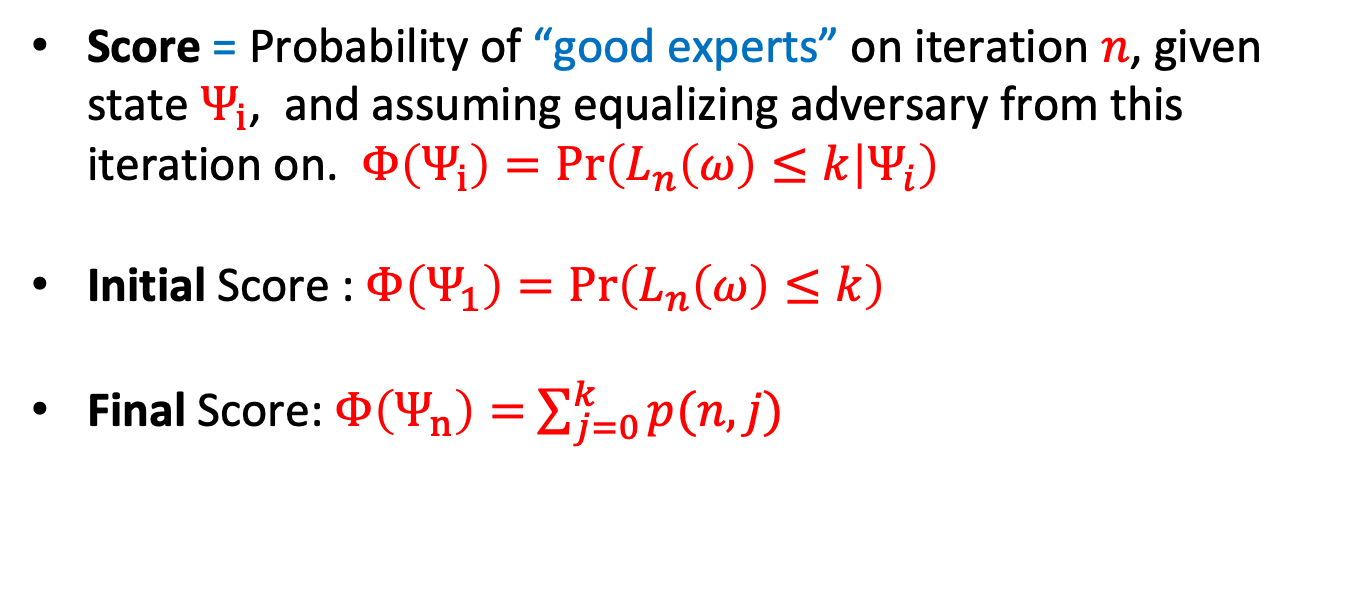 • Score = Probability of “good experts” on iteration n, given
state Ψᵢ,  and assuming equalizing adversary from this
iteration on.  Φ(Ψᵢ) = Pr(Lₙ(ω) ≤ k|Ψᵢ)
• Initial Score : Φ(Ψ₁) = Pr(Lₙ(ω) ≤ k)
• Final Score: Φ(Ψₙ) = ∑ᵏⱼ₌₀ p(n, j)